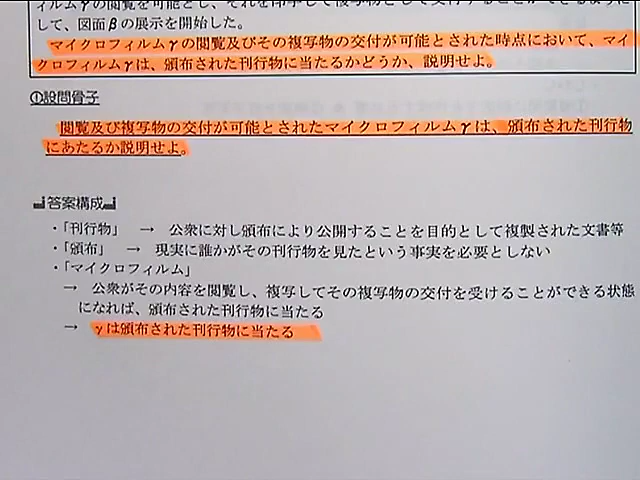 ィルムγの閲覧を可能とし、それを印字して複写物として交付することができるように
して、図面βの展示を開始した。
マイクロフィルムγの閲覧及びその複写物の交付が可能とされた時点において、マイ
クロフィルムγは、頒布された刊行物に当たるかどうか、説明せよ。
①設問骨子
閲覧及び複写物の交付が可能とされたマイクロフィルムγは、頒布された刊行物
にあたるか説明せよ。
答案構成
・「刊行物」 → 公衆に対し頒布により公開することを目的として複製された文書等
・「頒布」 → 現実に誰かがその刊行物を見たという事実を必要としない
・「マイクロフィルム」
→ 公衆がその内容を閲覧し、複写してその複写物の交付を受けることができる状態
になれば、頒布された刊行物に当たる
→ γは頒布された刊行物に当たる